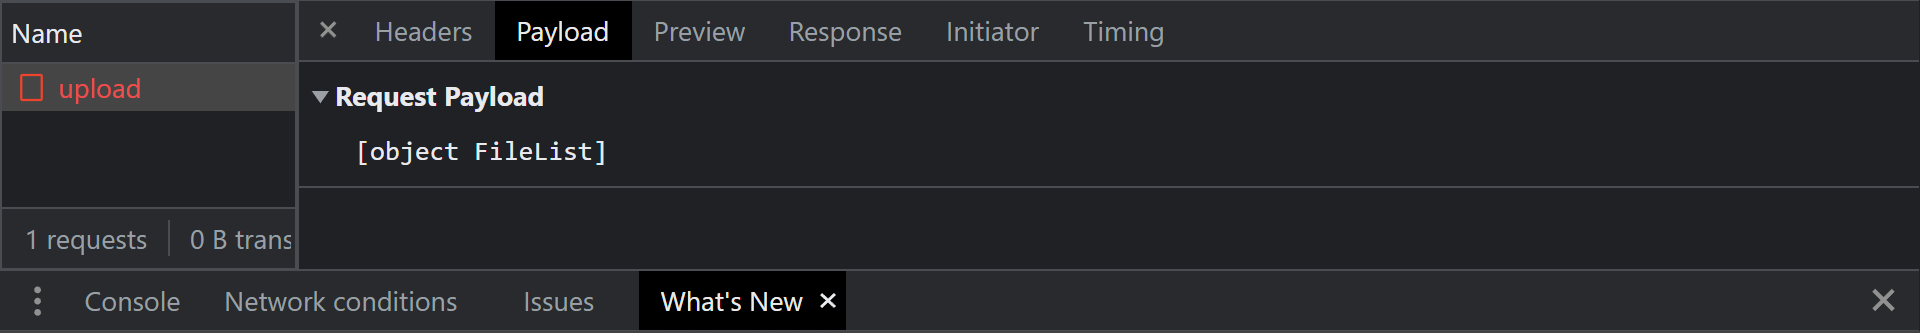 Name
Headers Payload Preview Response Initiator Timing
upload
Request Payload
[object FileList]
1 requests 0 B trans
Console Network conditions Issues What's New